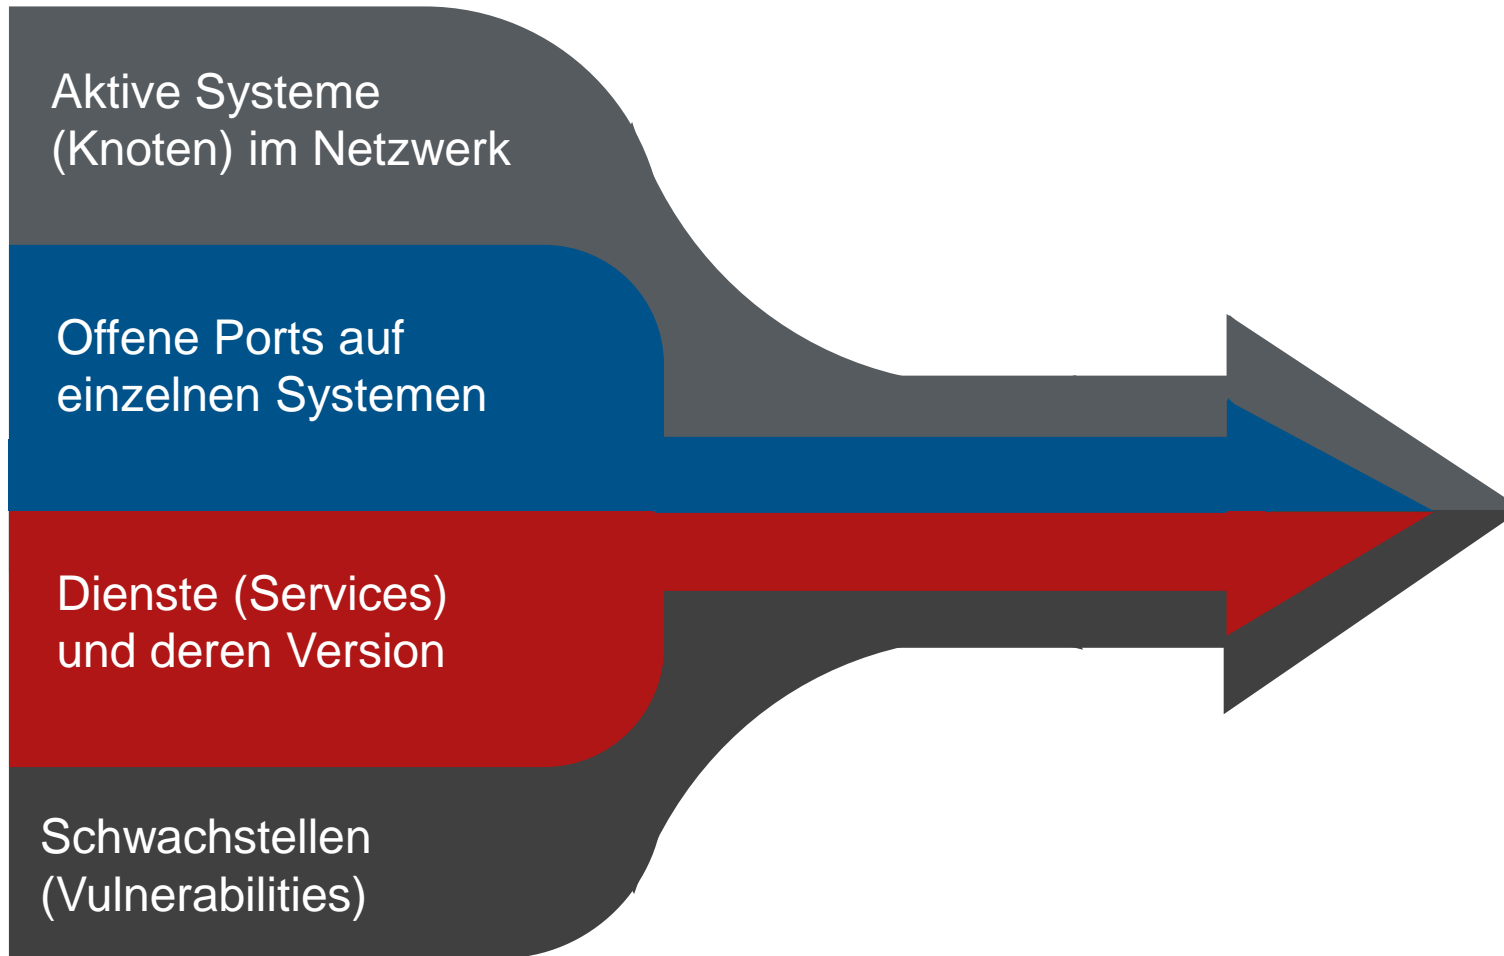 Aktive Systeme
(Knoten) im Netzwerk
Offene Ports auf
einzelnen Systemen
Dienste (Services)
und deren Version
Schwachstellen
(Vulnerabilities)